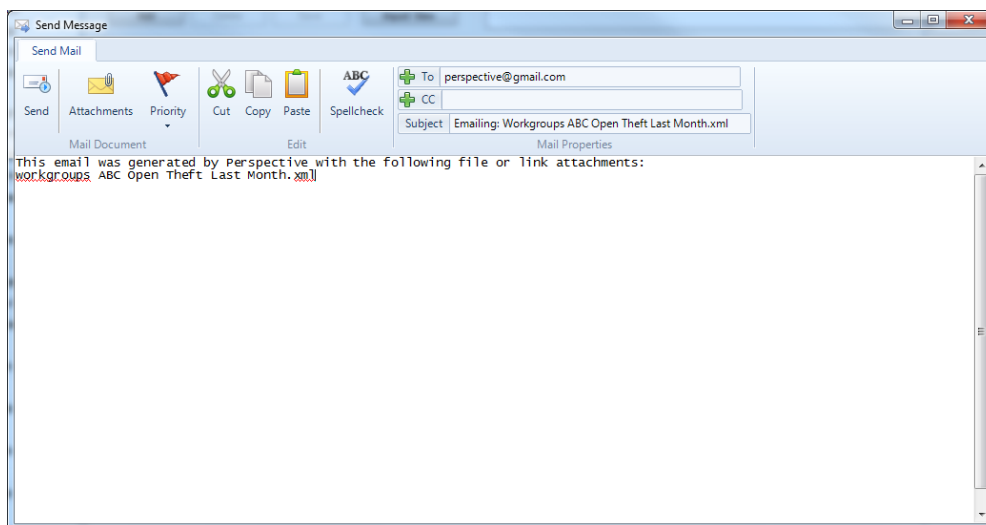 Send Message
Send Mail
ABC
Send
Attachments
Priority
Cut
Copy
Paste
Spellcheck
To perspective@gmail.com
CC
Subject Emailing: Workgroups ABC Open Theft Last Month.xml
Mail Document
Edit
Mail Properties
This email was generated by Perspective with the following file or link attachments:
workgroups ABC Open Theft Last Month.xml